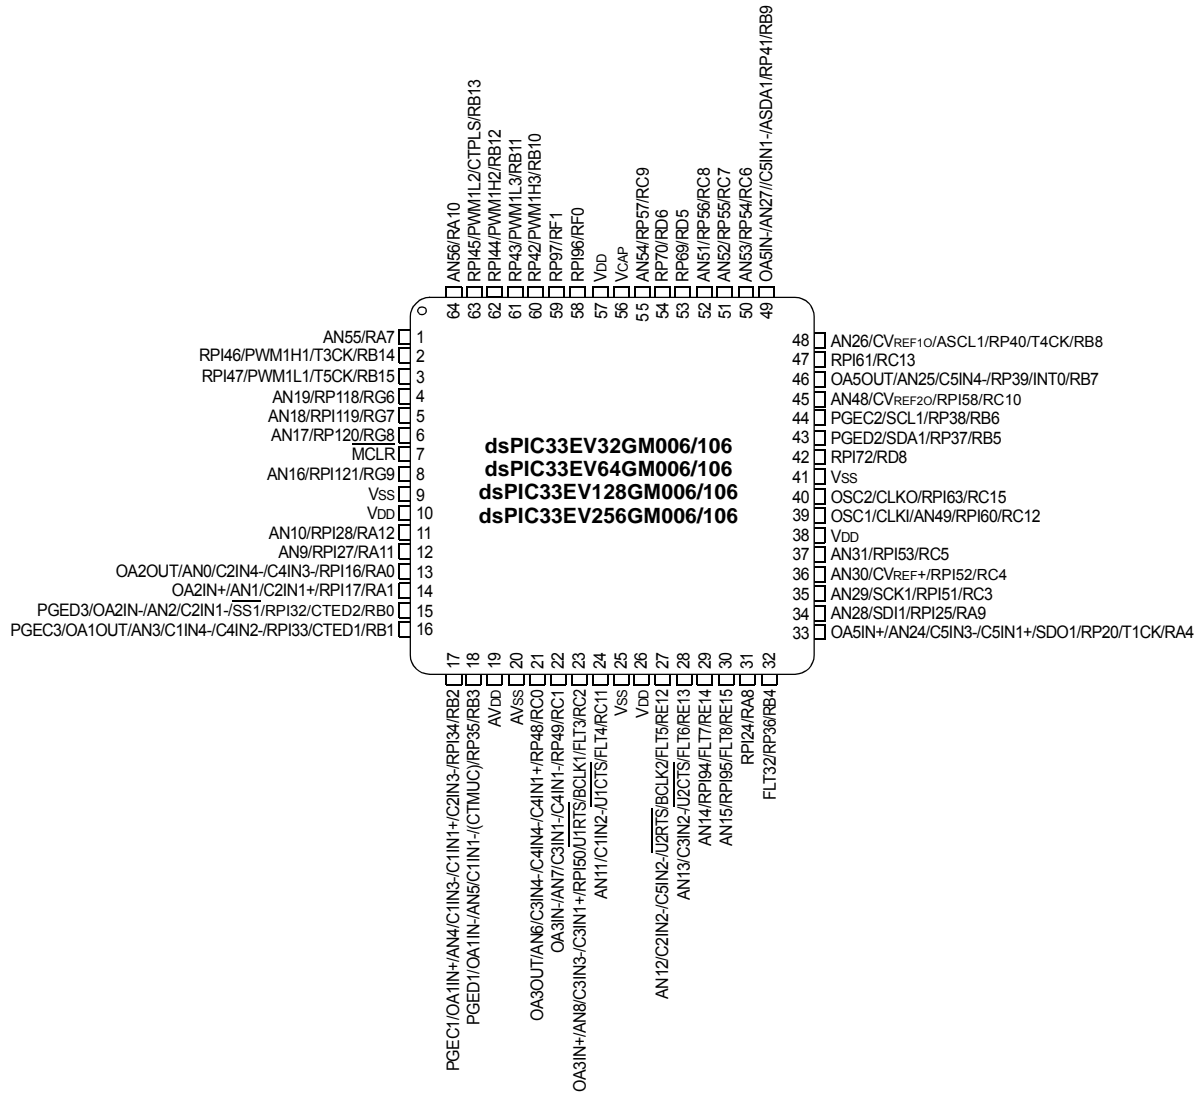 AN56/RA10
RPI45/PWM1L2/CTPLS/RB13
RPI44/PWM1H2/RB12
RP43/PWM1L3/RB11
RP42/PWM1H3/RB10
RP97/RF1
RPI96/RF0
VDD
VCAP
AN54/RP57/RC9
RP70/RD6
RP69/RD5
AN51/RP56/RC8
AN52/RP55/RC7
AN53/RP54/RC6
OA5IN-/AN27//C5IN1-/ASDA1/RP41/RB9
64 63 62 61 60 59 58 57 56 55 54 53 52 51 50 49
AN55/RA7 1
RPI46/PWM1H1/T3CK/RB14 2
RPI47/PWM1L1/T5CK/RB15 3
AN19/RP118/RG6 4
AN18/RPI119/RG7 5
AN17/RP120/RG8 6
MCLR 7
AN16/RPI121/RG9 8
VSS 9
VDD 10
AN10/RPI28/RA12 11
AN9/RPI27/RA11 12
OA2OUT/AN0/C2IN4-/C4IN3-/RPI16/RA0 13
OA2IN+/AN1/C2IN1+/RPI17/RA1 14
PGED3/OA2IN-/AN2/C2IN1-/SS1/RPI32/CTED2/RB0 15
PGEC3/OA1OUT/AN3/C1IN4-/C4IN2-/RPI33/CTED1/RB1 16
dsPIC33EV32GM006/106
dsPIC33EV64GM006/106
dsPIC33EV128GM006/106
dsPIC33EV256GM006/106
48 AN26/CVREF1O/ASCL1/RP40/T4CK/RB8
47 RPI61/RC13
46 OA5OUT/AN25/C5IN4-/RP39/INT0/RB7
45 AN48/CVREF2O/RPI58/RC10
44 PGEC2/SCL1/RP38/RB6
43 PGED2/SDA1/RP37/RB5
42 RPI72/RD8
41 VSS
40 OSC2/CLKO/RPI63/RC15
39 OSC1/CLKI/AN49/RPI60/RC12
38 VDD
37 AN31/RPI53/RC5
36 AN30/CVREF+/RPI52/RC4
35 AN29/SCK1/RPI51/RC3
34 AN28/SDI1/RPI25/RA9
33 OA5IN+/AN24/C5IN3-/C5IN1+/SDO1/RP20/T1CK/RA4
17 18 19 20 21 22 23 24 25 26 27 28 29 30 31 32
PGEC1/OA1IN+/AN4/C1IN3-/C1IN1+/C2IN3-/RPI34/RB2
PGED1/OA1IN-/AN5/C1IN1-/(CTMUC)/RP35/RB3
AVDD
AVSS
OA3OUT/AN6/C3IN4-/C4IN4-/C4IN1+/RP48/RC0
OA3IN-/AN7/C3IN1-/C4IN1-/RP49/RC1
OA3IN+/AN8/C3IN3-/C3IN1+/RPI50/U1RTS/BCLK1/FLT3/RC2
AN11/C1IN2-/U1CTS/FLT4/RC11
VSS
VDD
AN12/C2IN2-/C5IN2-/U2RTS/BCLK2/FLT5/RE12
AN13/C3IN2-/U2CTS/FLT6/RE13
AN14/RPI94/FLT7/RE14
AN15/RPI95/FLT8/RE15
RPI24/RA8
FLT32/RP36/RB4